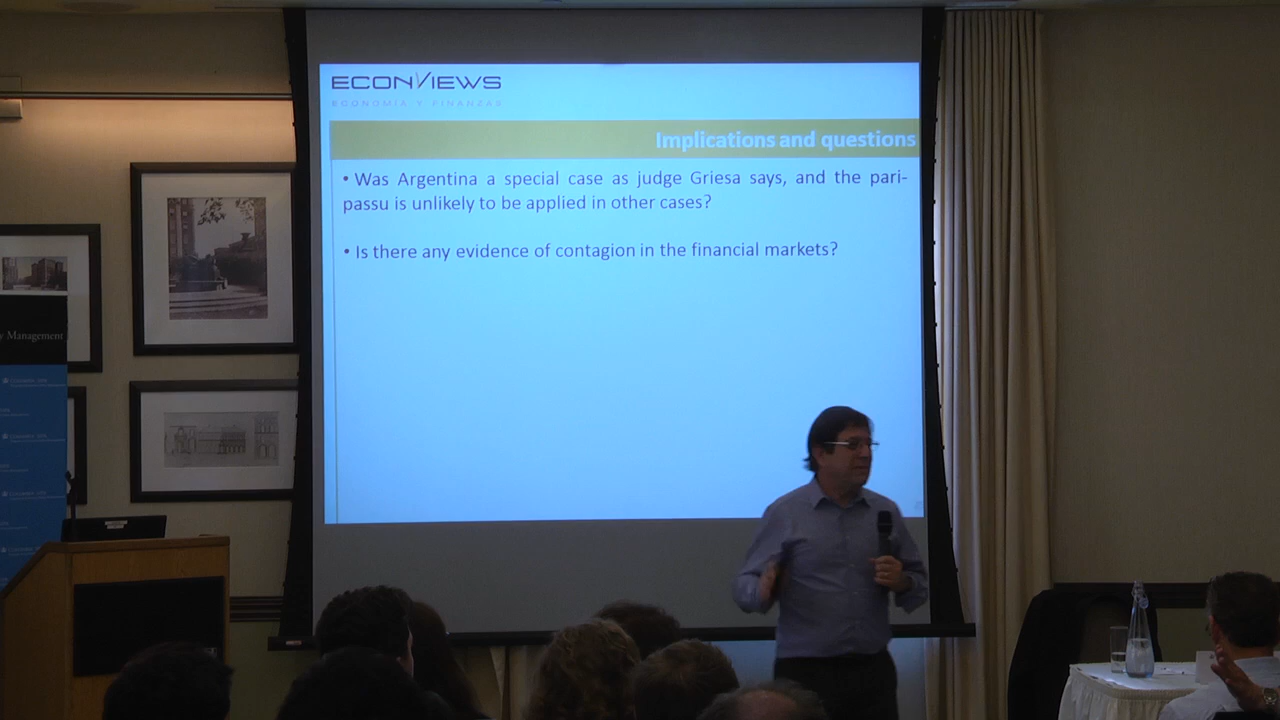 ECONVIEWS
ECONOMÍA Y FINANZAS
Implications and questions
• Was Argentina a special case as judge Griesa says, and the pari-
passu is unlikely to be applied in other cases?
• Is there any evidence of contagion in the financial markets?
y Management